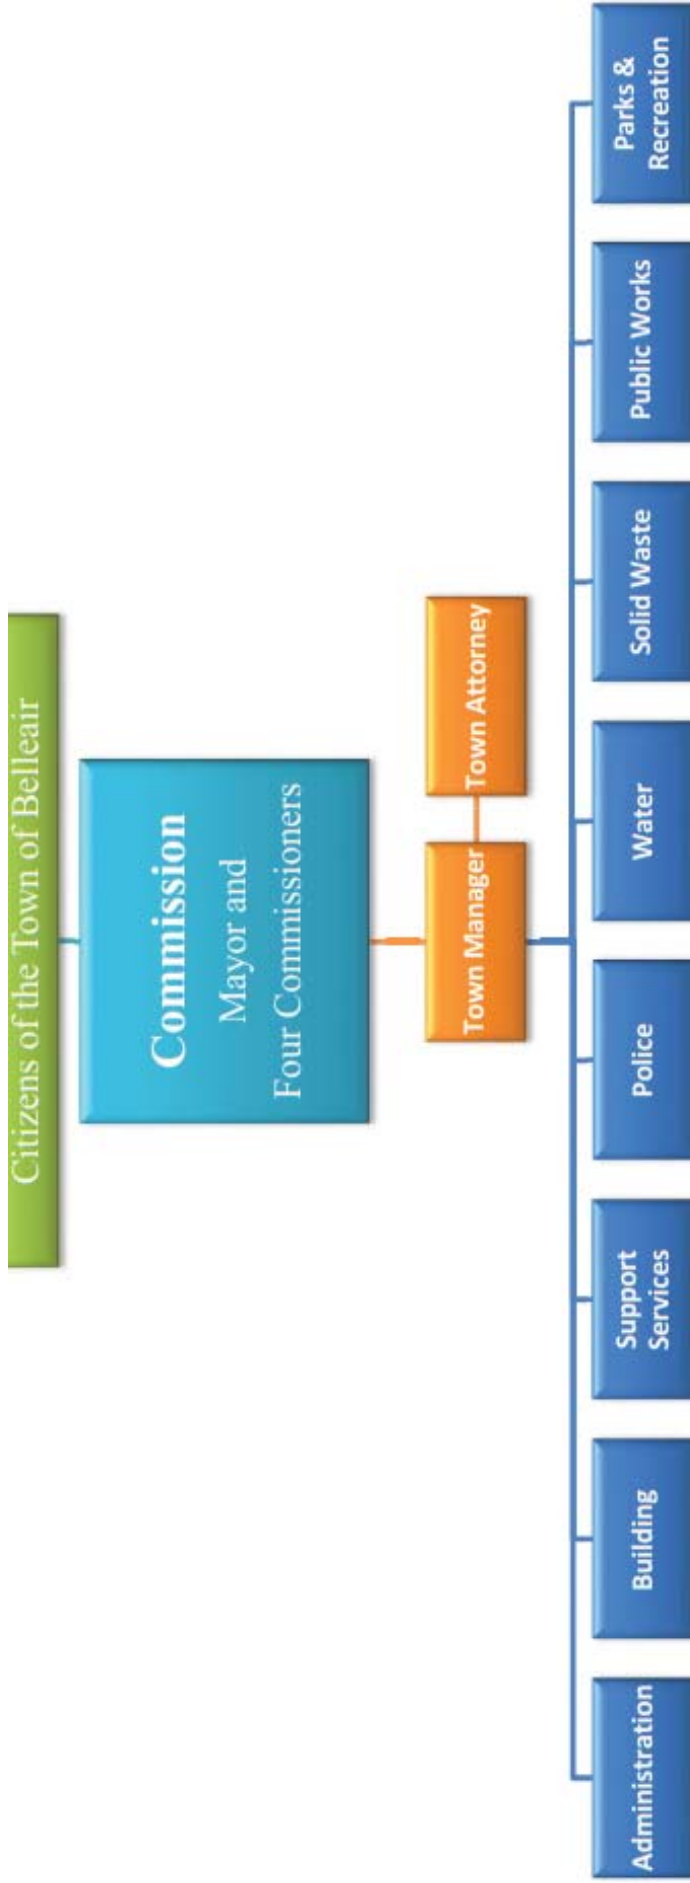 Citizens of the Town of Belleair
Commission
Mayor and
Four Commissioners
Town Manager
Town Attorney
Administration
Building
Support
Services
Police
Water
Solid Waste
Public Works
Parks &
Recreation